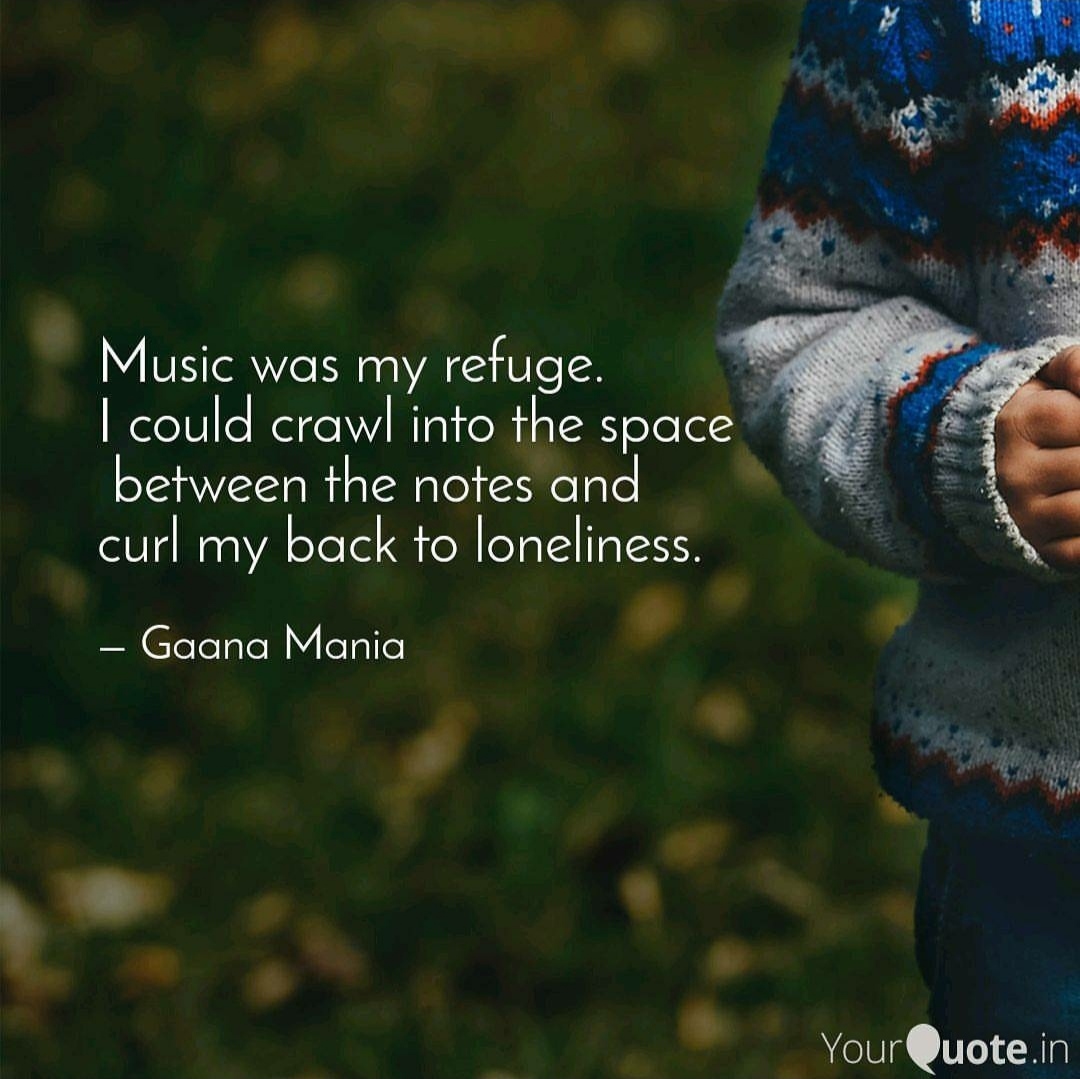 Music was my refuge.
I could crawl into the space
between the notes and
curl my back to loneliness.
– Gaana Mania
YourQuote.in